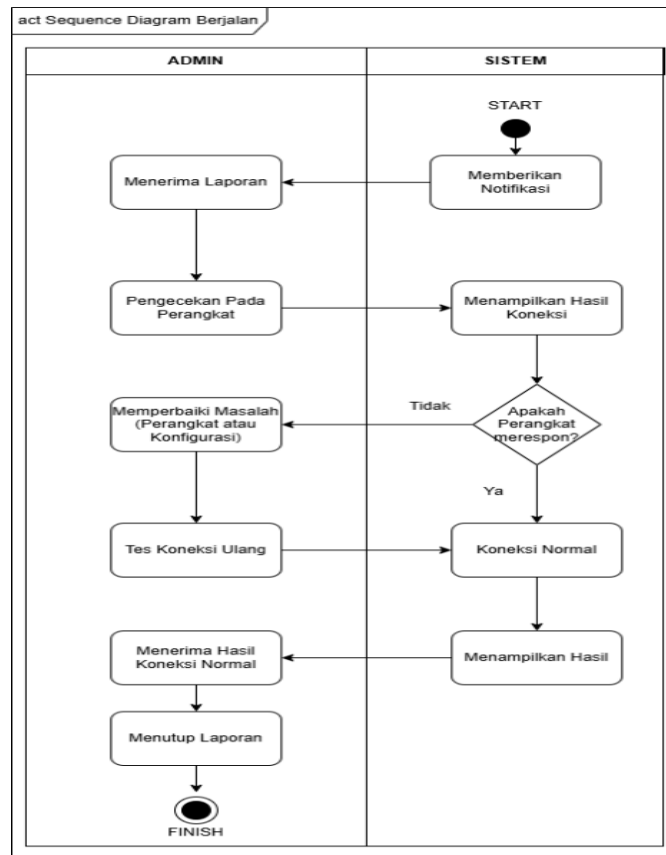 act Sequence Diagram Berjalan
ADMIN
SISTEM
START
Memberikan
Notifikasi
Menerima Laporan
Pengecekan Pada
Perangkat
Menampilkan Hasil
Koneksi
Apakah
Perangkat
merespon?
Tidak
Memperbaiki Masalah
(Perangkat atau
Konfigurasi)
Ya
Tes Koneksi Ulang
Koneksi Normal
Menampilkan Hasil
Menerima Hasil
Koneksi Normal
Menutup Laporan
FINISH